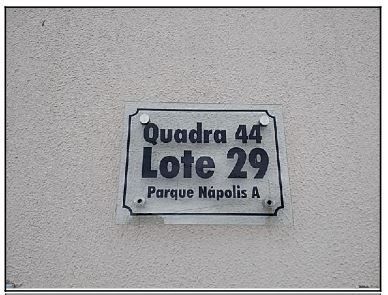 Quadra 44
Lote 29
Parque Nápolis A